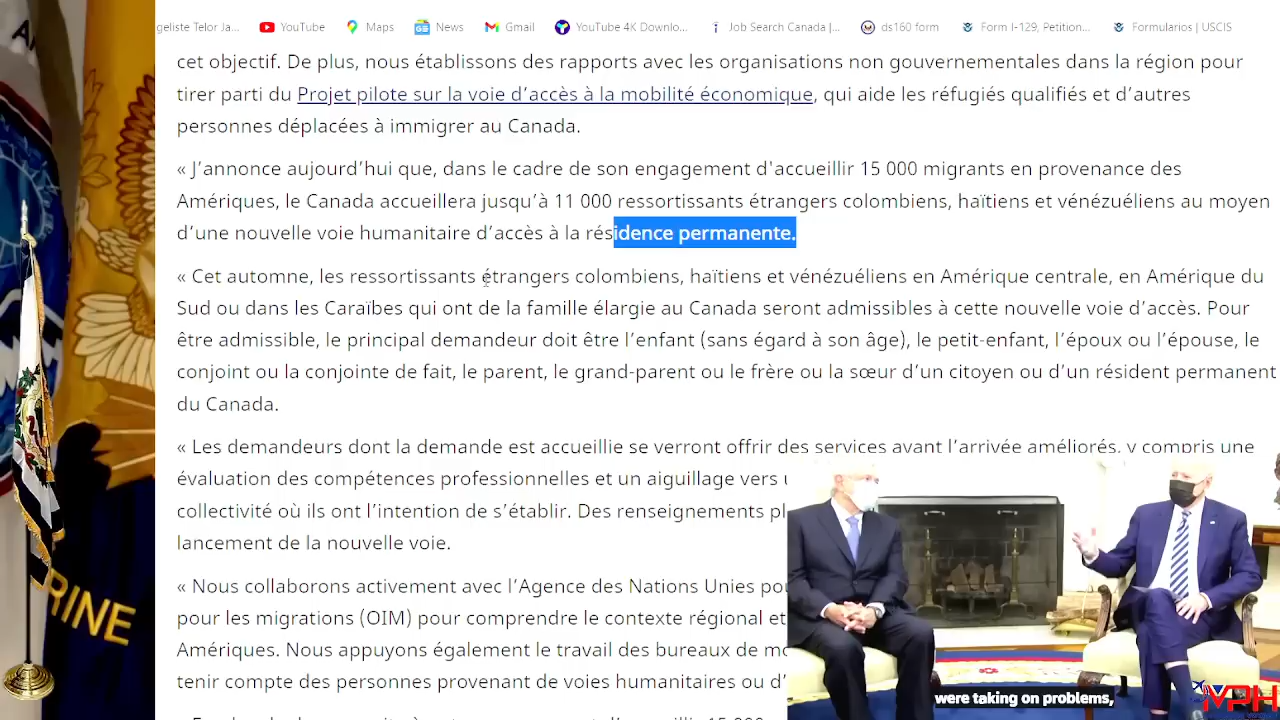 geliste Telor Ja... YouTube Maps News Gmail YouTube 4K Downlo... Job Search Canada |... ds160 form Form I-129, Petition... Formularios | USCIS
cet objectif. De plus, nous établissons des rapports avec les organisations non gouvernementales dans la région pour
tirer parti du Projet pilote sur la voie d’accès à la mobilité économique, qui aide les réfugiés qualifiés et d’autres
personnes déplacées à immigrer au Canada.
« J’annonce aujourd’hui que, dans le cadre de son engagement d'accueillir 15 000 migrants en provenance des
Amériques, le Canada accueillera jusqu’à 11 000 ressortissants étrangers colombiens, haïtiens et vénézuéliens au moyen
d’une nouvelle voie humanitaire d’accès à la résidence permanente.
« Cet automne, les ressortissants étrangers colombiens, haïtiens et vénézuéliens en Amérique centrale, en Amérique du
Sud ou dans les Caraïbes qui ont de la famille élargie au Canada seront admissibles à cette nouvelle voie d’accès. Pour
être admissible, le principal demandeur doit être l’enfant (sans égard à son âge), le petit-enfant, l’époux ou l’épouse, le
conjoint ou la conjointe de fait, le parent, le grand-parent ou le frère ou la sœur d’un citoyen ou d’un résident permanent
du Canada.
« Les demandeurs dont la demande est accueillie se verront offrir des services avant l’arrivée améliorés, y compris une
évaluation des compétences professionnelles et un aiguillage vers
collectivité où ils ont l’intention de s’établir. Des renseignements
lancement de la nouvelle voie.
« Nous collaborons activement avec l’Agence des Nations Unies
pour les migrations (OIM) pour comprendre le contexte régional et
Amériques. Nous appuyons également le travail des bureaux de
tenir compte des personnes provenant de voies humanitaires ou
RINE
were taking on problems,
MPH